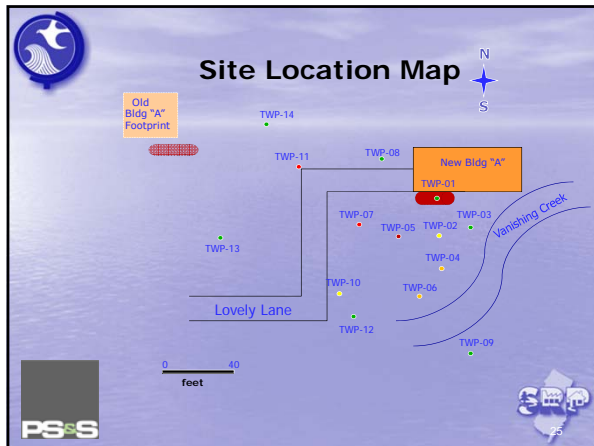 Site Location Map
N
S
Old
Bldg "A"
Footprint
TWP-14
TWP-11
TWP-08
New Bldg "A"
TWP-01
TWP-07
TWP-05
TWP-02
TWP-03
Vanishing Creek
TWP-13
TWP-04
TWP-10
TWP-06
Lovely Lane
TWP-12
TWP-09
0 40
feet
PS&S
SRP
25